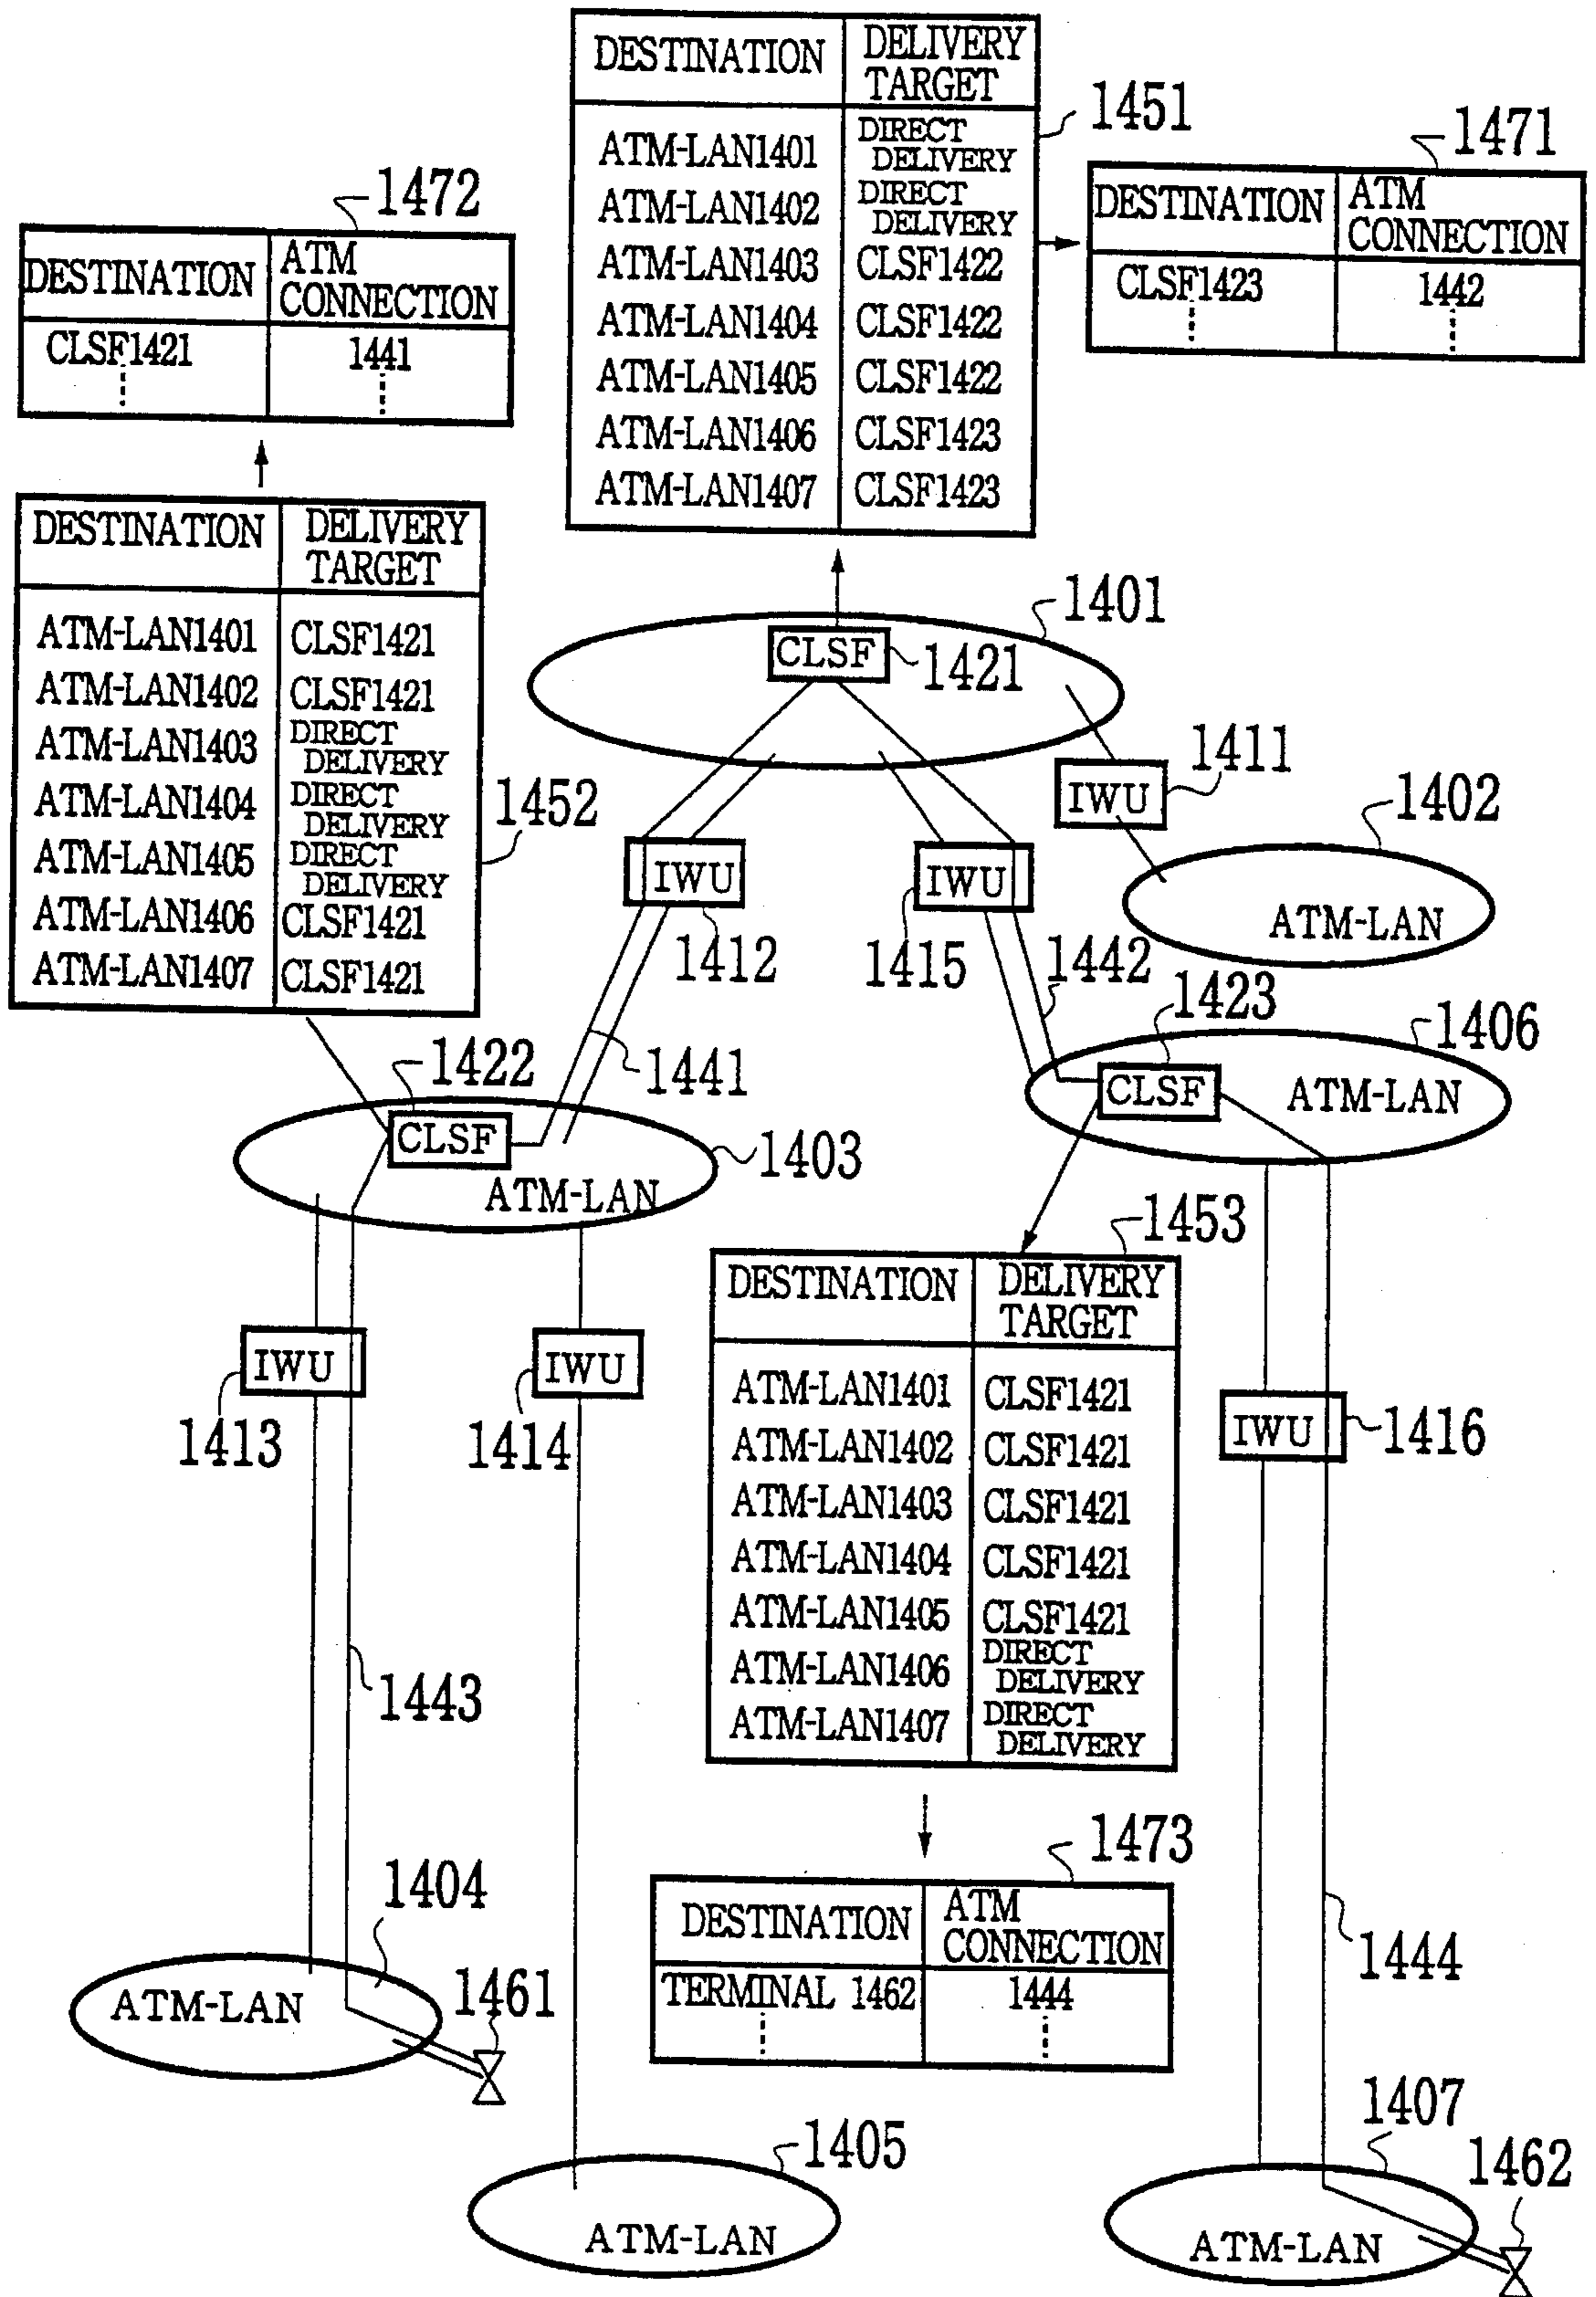 DESTINATION DELIVERY TARGET
ATM-LAN1401 DIRECT DELIVERY
ATM-LAN1402 DIRECT DELIVERY
ATM-LAN1403 CLSF1422
ATM-LAN1404 CLSF1422
ATM-LAN1405 CLSF1422
ATM-LAN1406 CLSF1423
ATM-LAN1407 CLSF1423
1451
1471
DESTINATION ATM CONNECTION
CLSF1423 1442
1472
DESTINATION ATM CONNECTION
CLSF1421 1441
DESTINATION DELIVERY TARGET
ATM-LAN1401 CLSF1421
ATM-LAN1402 CLSF1421
ATM-LAN1403 DIRECT DELIVERY
ATM-LAN1404 DIRECT DELIVERY
ATM-LAN1405 DIRECT DELIVERY
ATM-LAN1406 CLSF1421
ATM-LAN1407 CLSF1421
1452
1401
CLSF
1421
1411
IWU
1402
ATM-LAN
IWU
1412
IWU
1415
1442
1441
1423
1406
CLSF
ATM-LAN
1422
CLSF
1403
ATM-LAN
1453
DESTINATION DELIVERY TARGET
ATM-LAN1401 CLSF1421
ATM-LAN1402 CLSF1421
ATM-LAN1403 CLSF1421
ATM-LAN1404 CLSF1421
ATM-LAN1405 CLSF1421
ATM-LAN1406 DIRECT DELIVERY
ATM-LAN1407 DIRECT DELIVERY
IWU
1413
IWU
1414
IWU
1416
1443
1473
DESTINATION ATM CONNECTION
TERMINAL 1462 1444
1444
1404
ATM-LAN
1461
1405
ATM-LAN
1407
ATM-LAN
1462